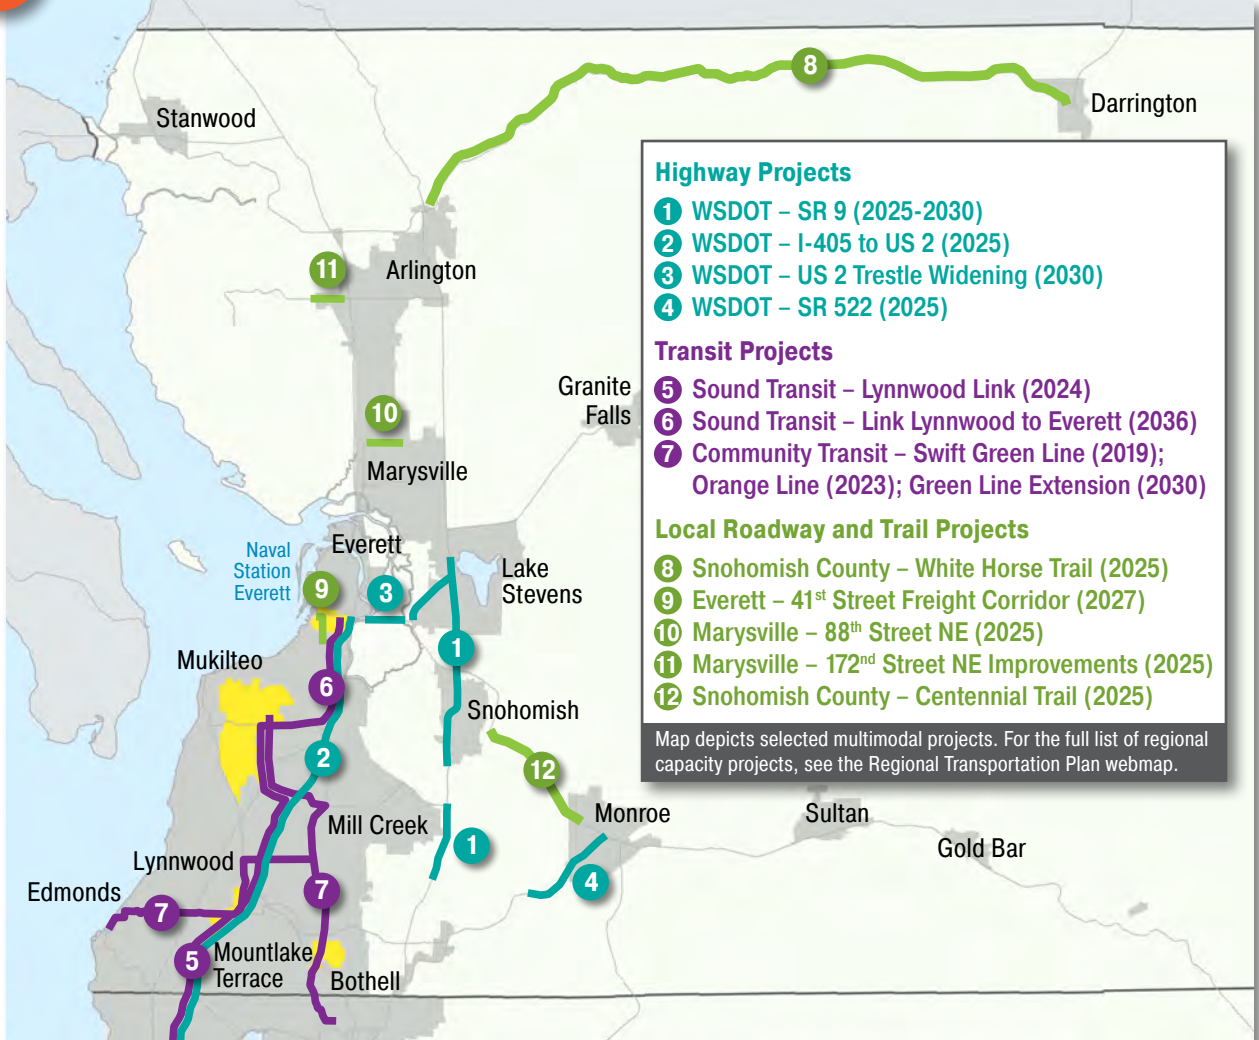 8
Darrington
Stanwood
11
Arlington
Granite
Falls
10
Marysville
Everett
Naval
Station
Everett
9
3
Lake
Stevens
Mukilteo
1
6
Snohomish
2
12
Monroe
Sultan
Mill Creek
1
Gold Bar
Lynnwood
Edmonds
7
7
4
5
Mountlake
Terrace
Bothell
Highway Projects
1 WSDOT – SR 9 (2025-2030)
2 WSDOT – I-405 to US 2 (2025)
3 WSDOT – US 2 Trestle Widening (2030)
4 WSDOT – SR 522 (2025)
Transit Projects
5 Sound Transit – Lynnwood Link (2024)
6 Sound Transit – Link Lynnwood to Everett (2036)
7 Community Transit – Swift Green Line (2019);
Orange Line (2023); Green Line Extension (2030)
Local Roadway and Trail Projects
8 Snohomish County – White Horse Trail (2025)
9 Everett – 41st Street Freight Corridor (2027)
10 Marysville – 88th Street NE (2025)
11 Marysville – 172nd Street NE Improvements (2025)
12 Snohomish County – Centennial Trail (2025)
Map depicts selected multimodal projects. For the full list of regional
capacity projects, see the Regional Transportation Plan webmap.